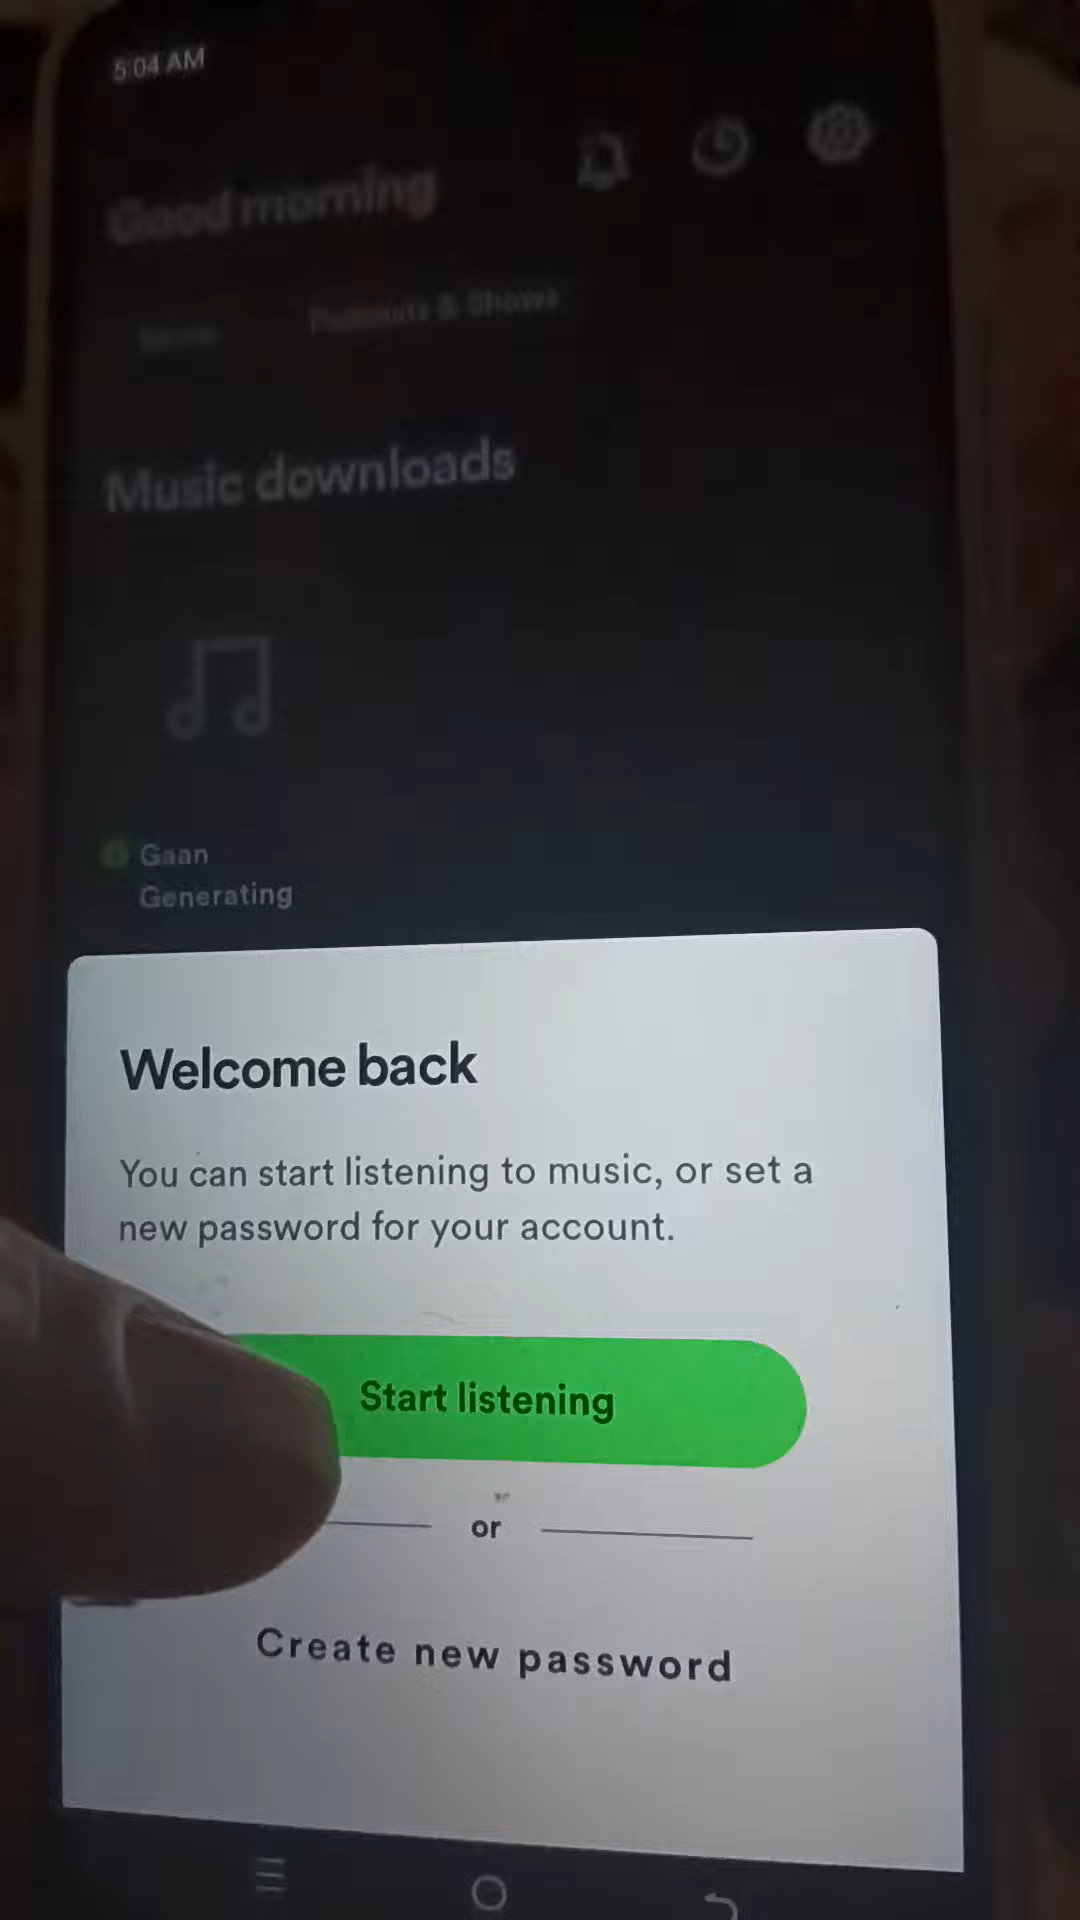 5:04 AM
Good morning
Music
Podcasts & Shows
Music downloads
Gaan
Generating
Welcome back
You can start listening to music, or set a
new password for your account.
Start listening
or
Create new password